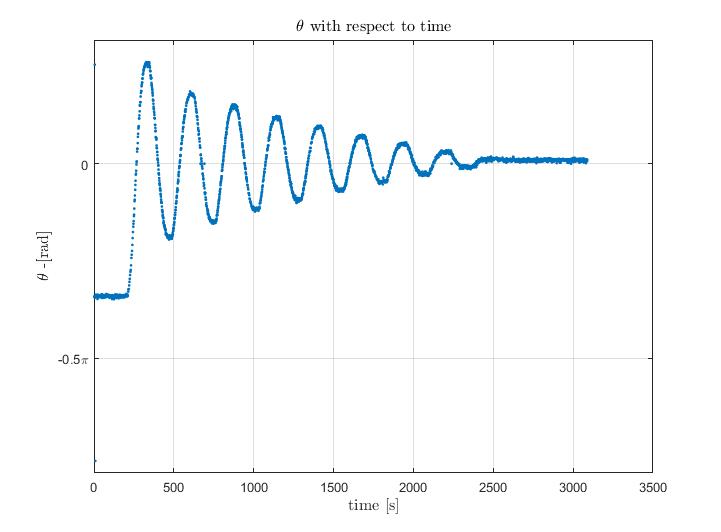 θ with respect to time
0
-0.5π
θ -[rad]
0 500 1000 1500 2000 2500 3000 3500
time [s]